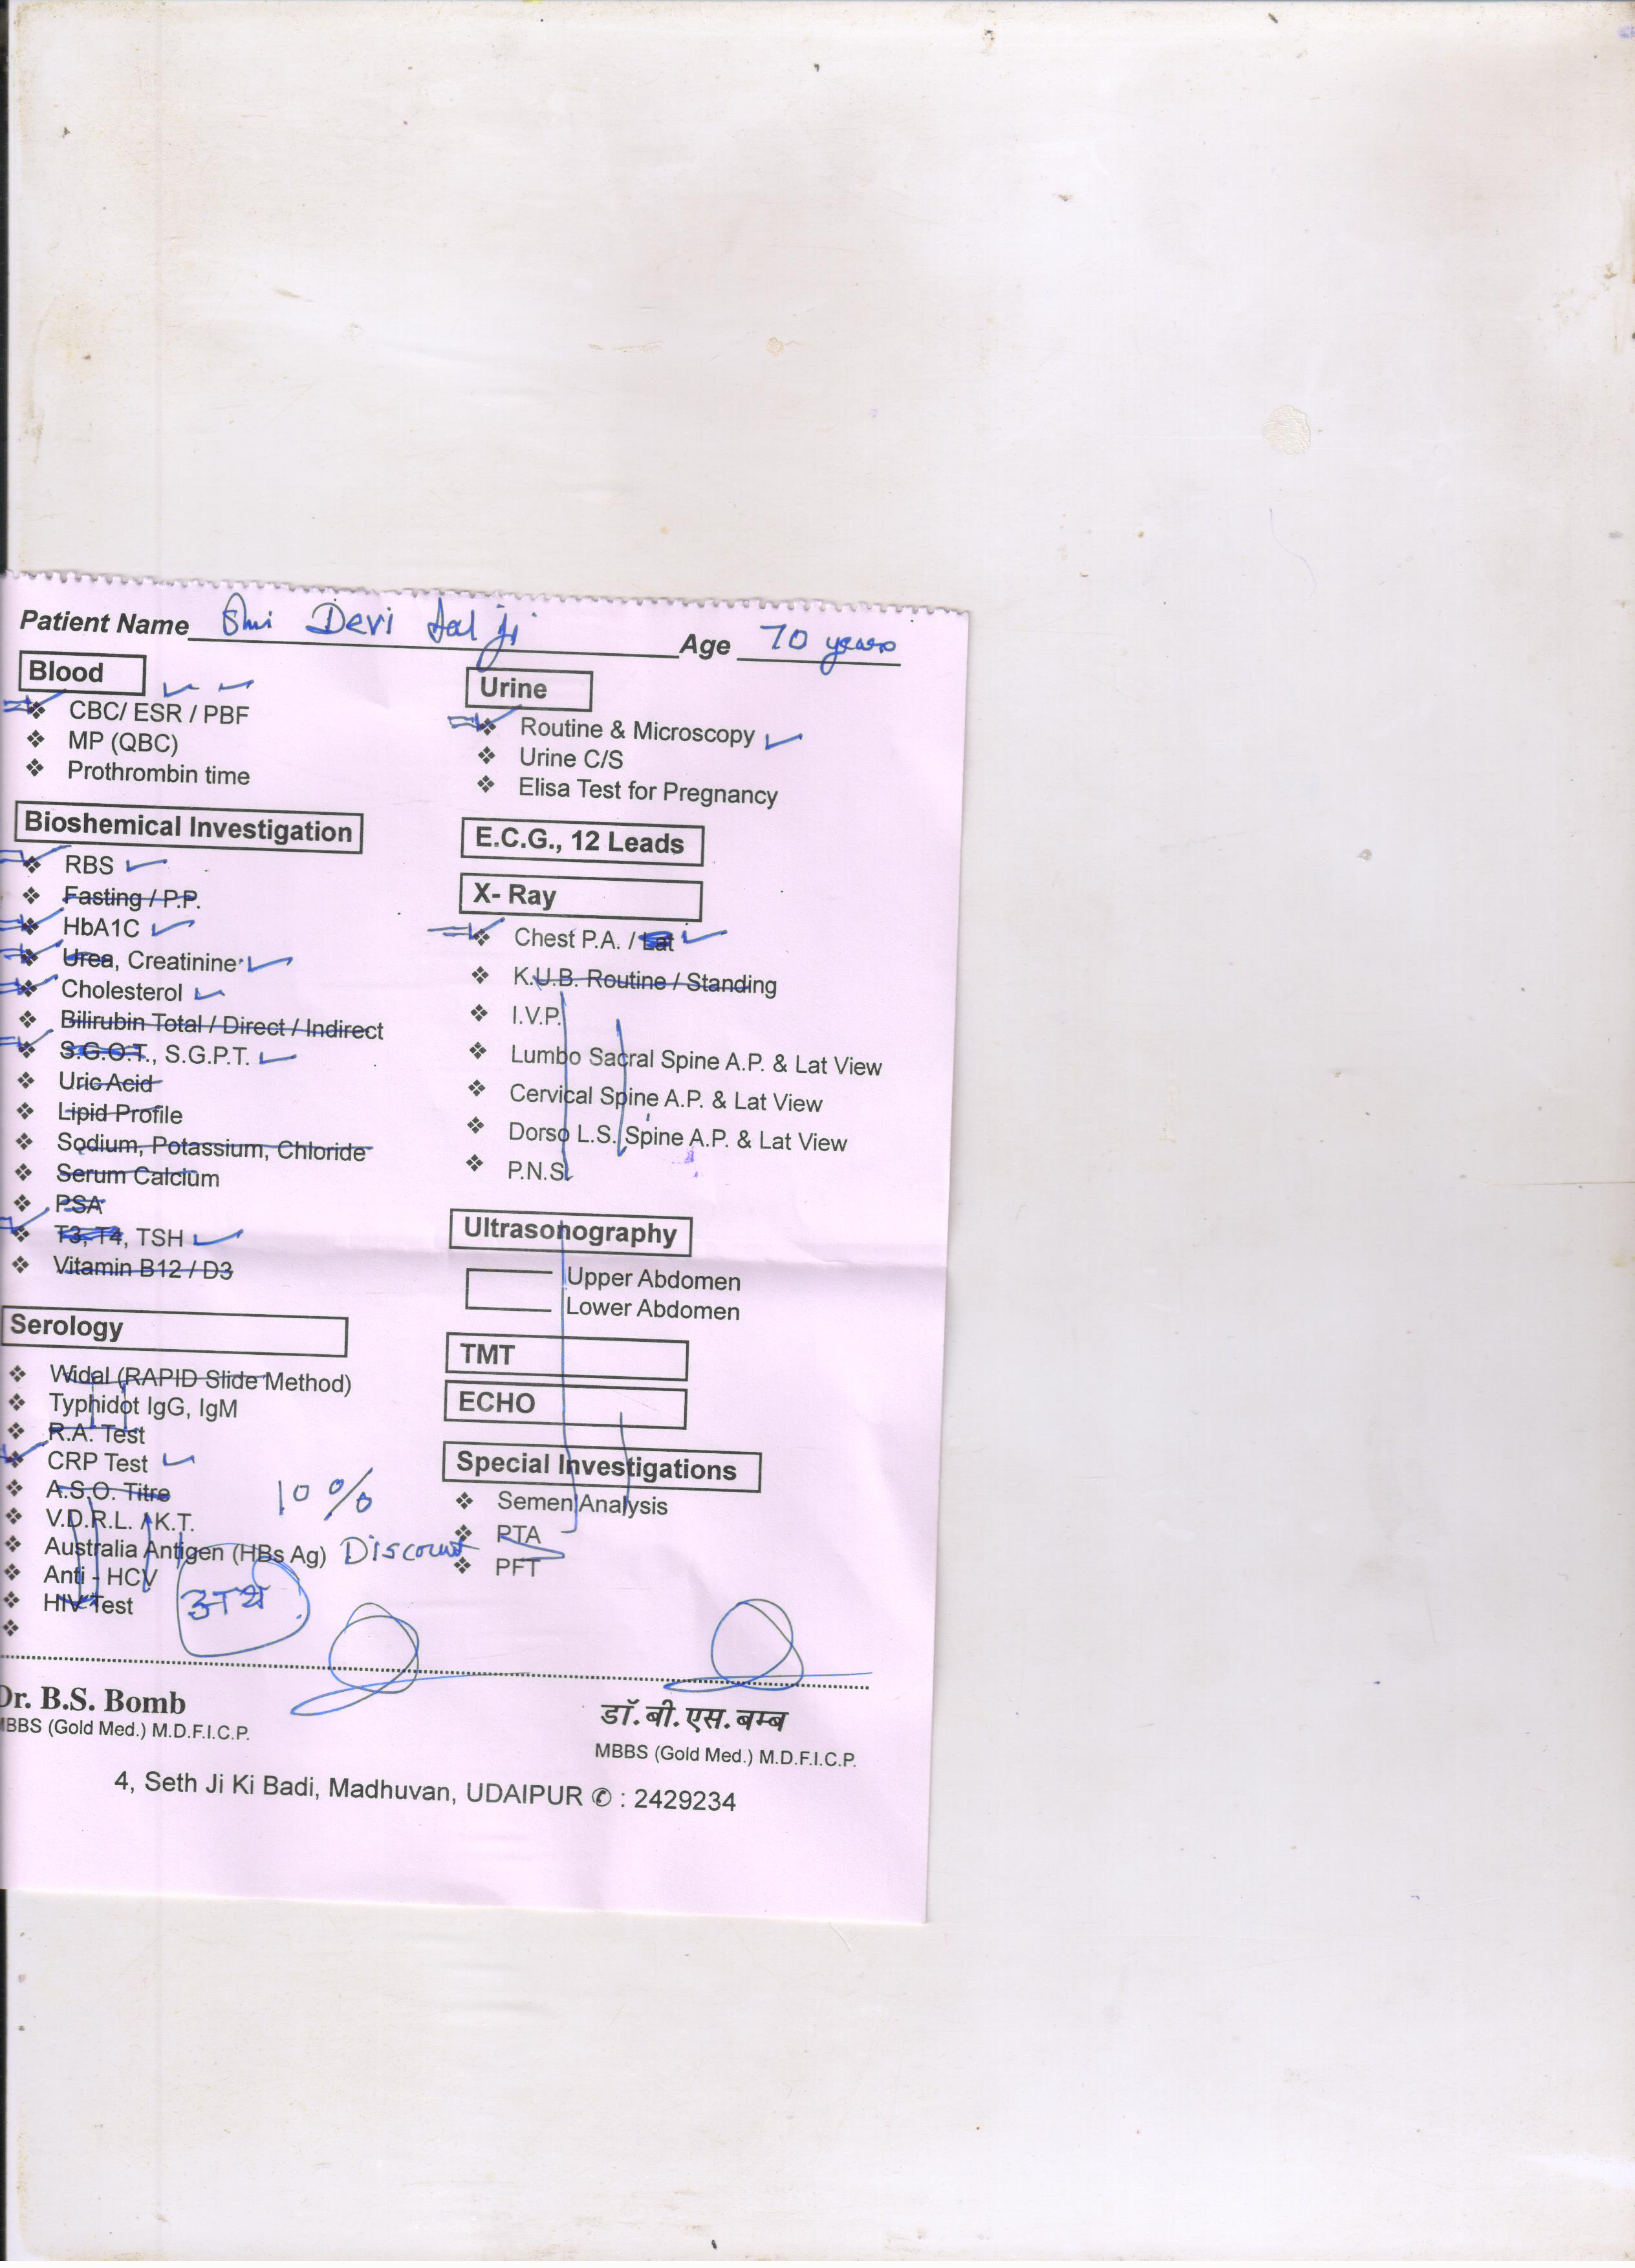 Patient Name Shri Devi Lal ji Age 70 years
Blood
CBC/ ESR / PBF
MP (QBC)
Prothrombin time
Bioshemical Investigation
RBS
Fasting / P.P.
HbA1C
Urea, Creatinine
Cholesterol
Bilirubin Total / Direct / Indirect
S.G.O.T., S.G.P.T.
Uric Acid
Lipid Profile
Sodium, Potassium, Chloride
Serum Calcium
PSA
T3, T4, TSH
Vitamin B12 / D3
Serology
Widal (RAPID Slide Method)
Typhidot IgG, IgM
R.A. Test
CRP Test
A.S.O. Titre
V.D.R.L. / K.T.
Australia Antigen (HBs Ag)
Anti - HCV
HIV Test
10 %
Discount
अर्थ
Urine
Routine & Microscopy
Urine C/S
Elisa Test for Pregnancy
E.C.G., 12 Leads
X- Ray
Chest P.A. / Lat
K.U.B. Routine / Standing
I.V.P.
Lumbo Sacral Spine A.P. & Lat View
Cervical Spine A.P. & Lat View
Dorso L.S. Spine A.P. & Lat View
P.N.S.
Ultrasonography
Upper Abdomen
Lower Abdomen
TMT
ECHO
Special Investigations
Semen Analysis
PTA
PFT
Dr. B.S. Bomb
MBBS (Gold Med.) M.D.F.I.C.P.
डॉ. बी. एस. बम्ब
MBBS (Gold Med.) M.D.F.I.C.P.
4, Seth Ji Ki Badi, Madhuvan, UDAIPUR ✆ : 2429234